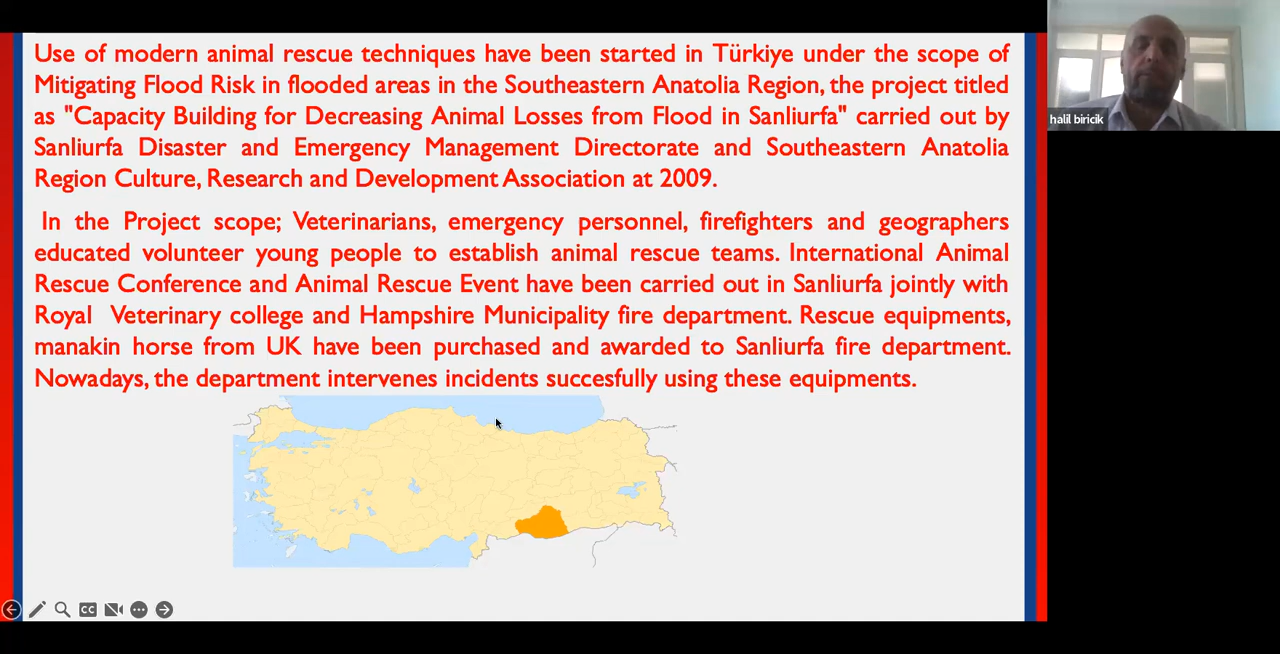 Use of modern animal rescue techniques have been started in Türkiye under the scope of
Mitigating Flood Risk in flooded areas in the Southeastern Anatolia Region, the project titled
as "Capacity Building for Decreasing Animal Losses from Flood in Sanliurfa" carried out by
Sanliurfa Disaster and Emergency Management Directorate and Southeastern Anatolia
Region Culture, Research and Development Association at 2009.
In the Project scope; Veterinarians, emergency personnel, firefighters and geographers
educated volunteer young people to establish animal rescue teams. International Animal
Rescue Conference and Animal Rescue Event have been carried out in Sanliurfa jointly with
Royal Veterinary college and Hampshire Municipality fire department. Rescue equipments,
manakin horse from UK have been purchased and awarded to Sanliurfa fire department.
Nowadays, the department intervenes incidents succesfully using these equipments.
halil biricik
CC